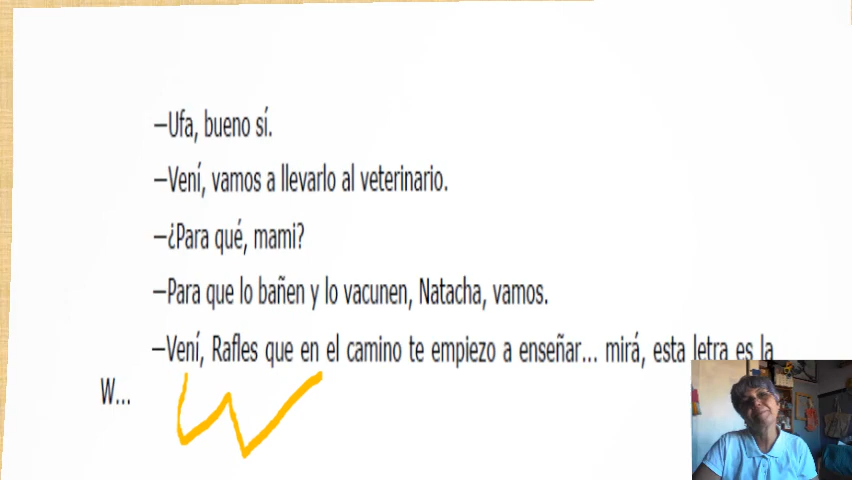 —Ufa, bueno sí.
—Vení, vamos a llevarlo al veterinario.
—¿Para qué, mami?
—Para que lo bañen y lo vacunen, Natacha, vamos.
—Vení, Rafles que en el camino te empiezo a enseñar... mirá, esta letra es la
W...
W